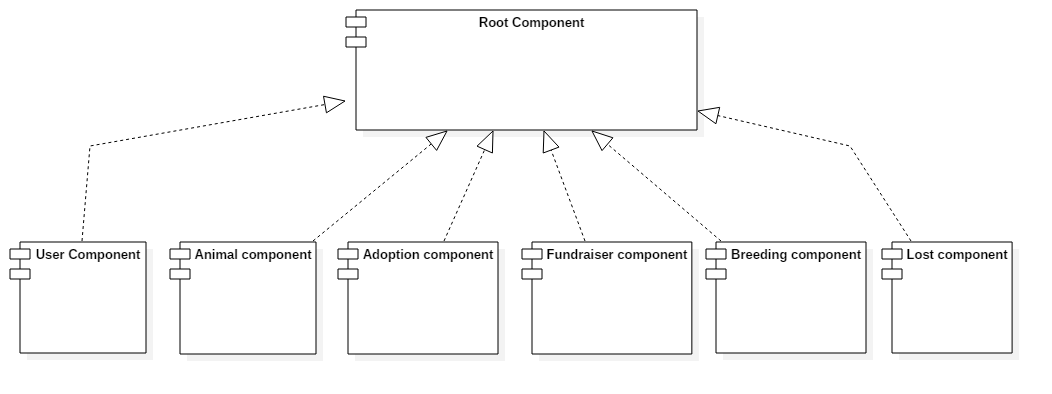 Root Component
User Component
Animal component
Adoption component
Fundraiser component
Breeding component
Lost component